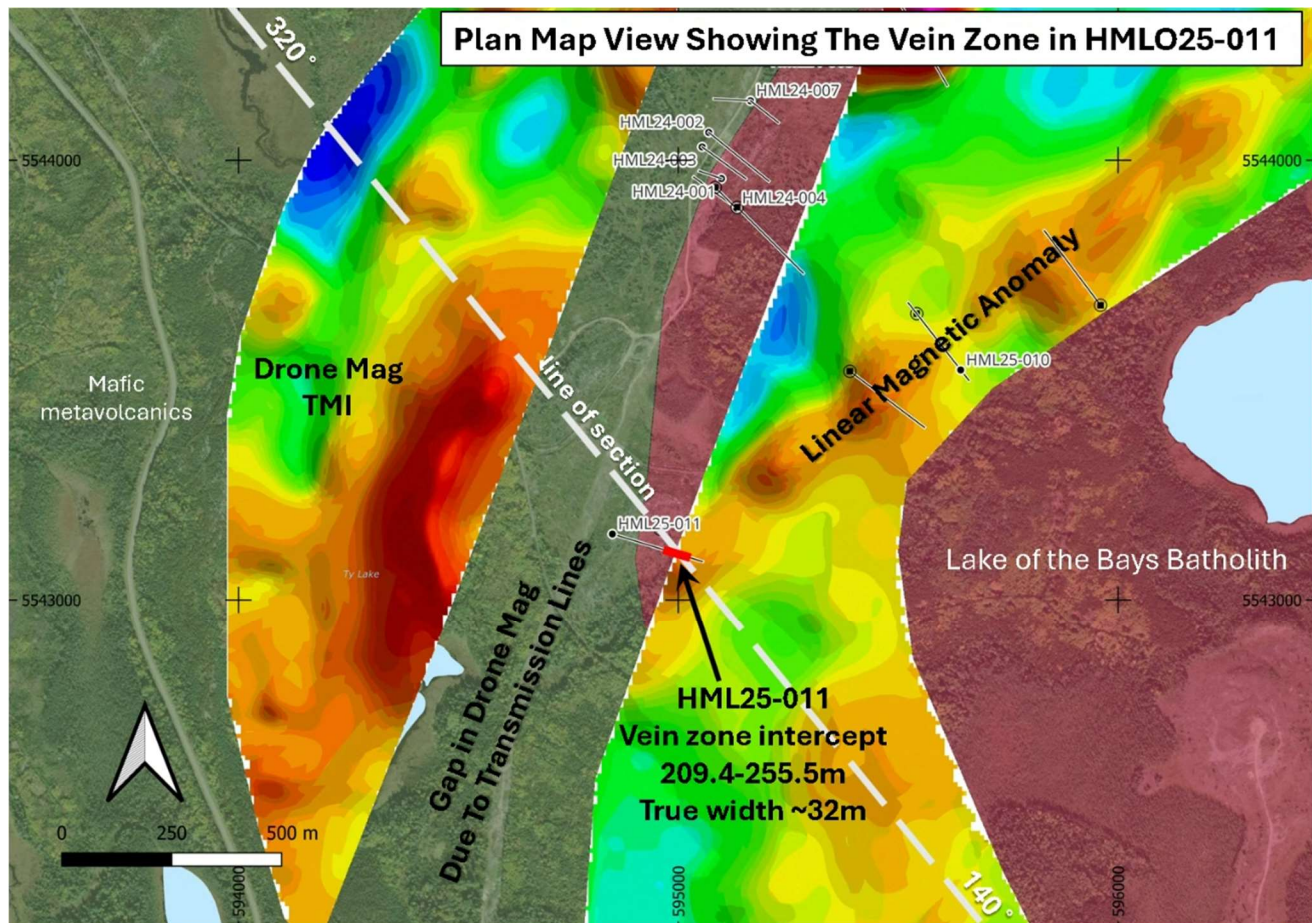 Plan Map View Showing The Vein Zone in HMLO25-011
320°
HML24-007
HML24-002
5544000
5544000
HML24-003
HML24-001
HML24-004
Linear Magnetic Anomaly
Drone Mag
TMI
Mafic
metavolcanics
line of section
HML25-010
HML25-011
Lake of the Bays Batholith
Ty Lake
5543000
5543000
Gap in Drone Mag
Due To Transmission Lines
HML25-011
Vein zone intercept
209.4-255.5m
True width ~32m
0 250 500 m
594000
595000
596000
140°